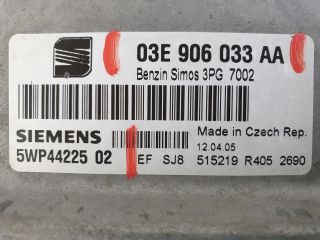 03E 906 033 AA
Benzin Simos 3PG 7002
SIEMENS
Made in Czech Rep.
12.04.05
5WP44225 02
EF SJ8 515219 R405 2690